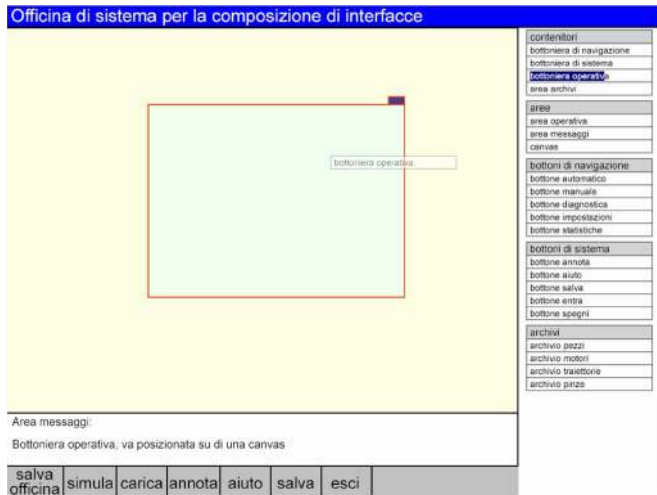 Officina di sistema per la composizione di interfacce
bottoniera operativa
Area messaggi:
Bottoniera operativa, va posizionata su di una canvas
salva officina
simula
carica
annota
aiuto
salva
esci
contenitori
bottoniera di navigazione
bottoniera di sistema
bottoniera operativa
area archivi
aree
area operativa
area messaggi
canvas
bottoni di navigazione
bottone automatico
bottone manuale
bottone diagnostica
bottone impostazioni
bottone statistiche
bottoni di sistema
bottone annota
bottone aiuto
bottone salva
bottone entra
bottone spegni
archivi
archivio pezzi
archivio motori
archivio traiettorie
archivio pinze